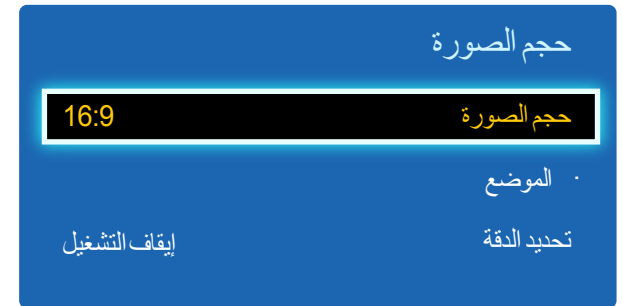 حجم الصورة
حجم الصورة 16:9
· الموضع
تحديد الدقة إيقاف التشغيل